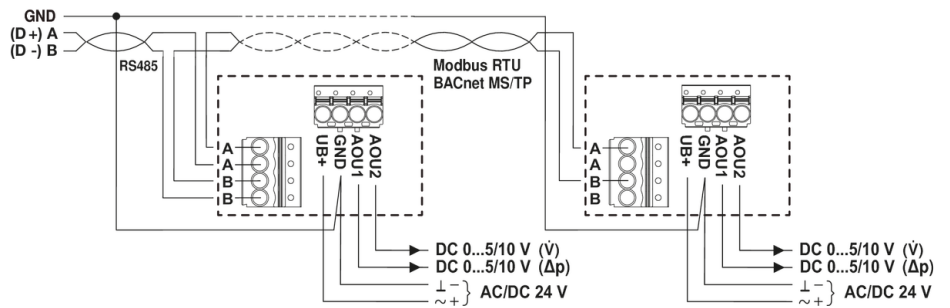 GND
(D+) A
(D -) B
RS485
Modbus RTU
BACnet MS/TP
UB+
GND
AOU1
AOU2
A
A
B
B
DC 0...5/10 V (V̇)
DC 0...5/10 V (Δp)
⊥ −
~ +
AC/DC 24 V
UB+
GND
AOU1
AOU2
A
A
B
B
DC 0...5/10 V (V̇)
DC 0...5/10 V (Δp)
⊥ −
~ +
AC/DC 24 V